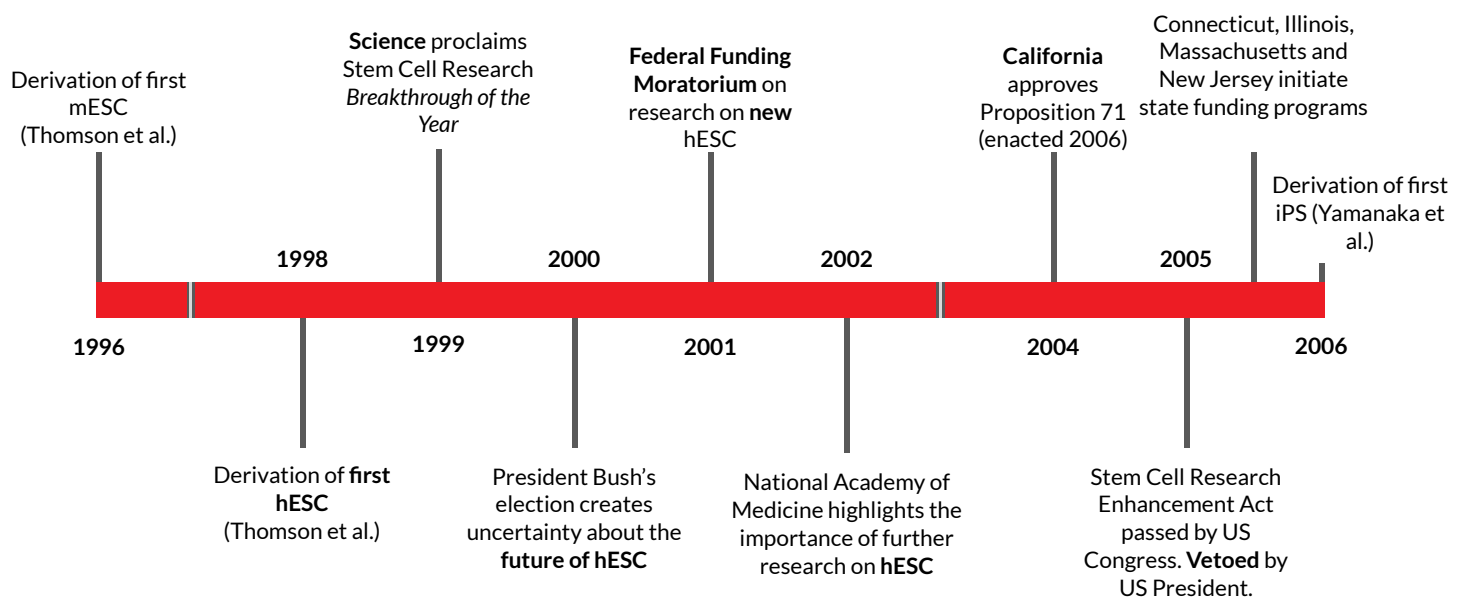 Derivation of first
mESC
(Thomson et al.)
Science proclaims
Stem Cell Research
Breakthrough of the
Year
Federal Funding
Moratorium on
research on new
hESC
California
approves
Proposition 71
(enacted 2006)
Connecticut, Illinois,
Massachusetts and
New Jersey initiate
state funding programs
Derivation of first
iPS (Yamanaka et
al.)
1998
2000
2002
2005
1996
1999
2001
2004
2006
Derivation of first
hESC
(Thomson et al.)
President Bush’s
election creates
uncertainty about the
future of hESC
National Academy of
Medicine highlights the
importance of further
research on hESC
Stem Cell Research
Enhancement Act
passed by US
Congress. Vetoed by
US President.